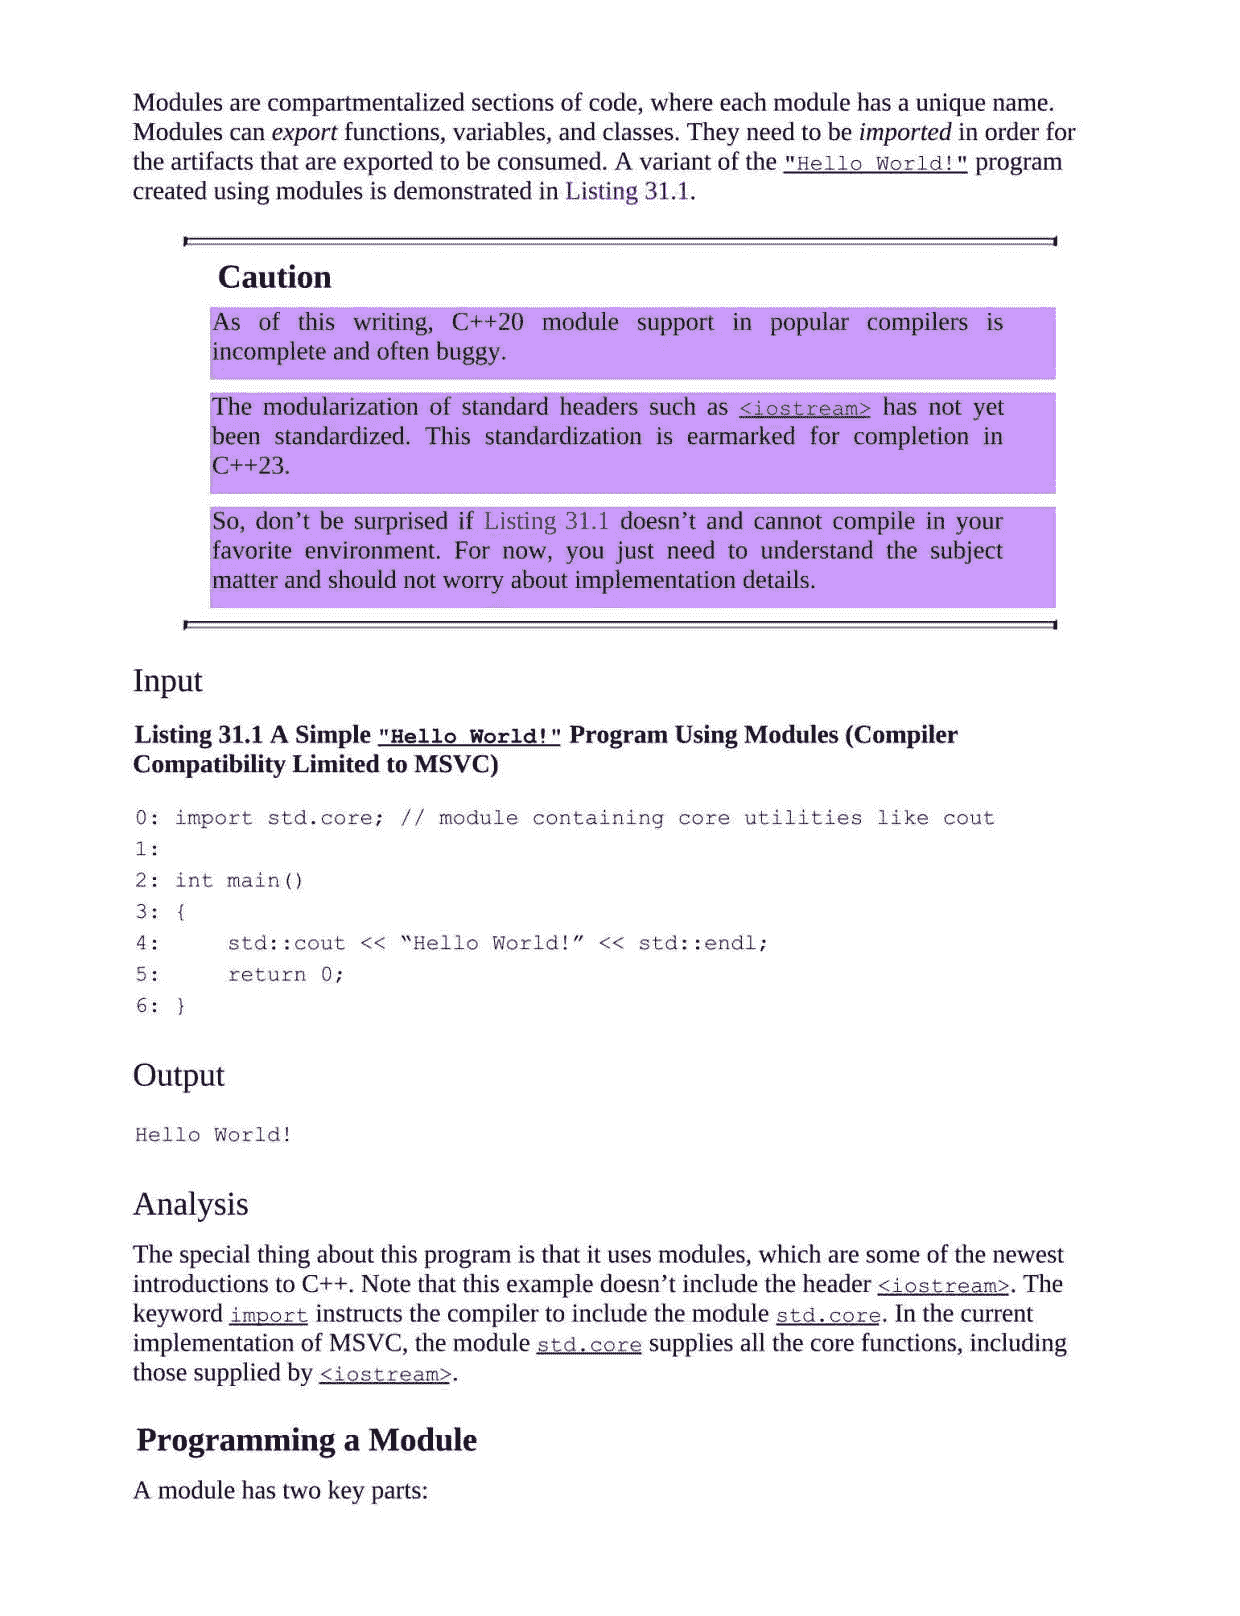 Modules are compartmentalized sections of code, where each module has a unique name.
Modules can export functions, variables, and classes. They need to be imported in order for
the artifacts that are exported to be consumed. A variant of the "Hello World!" program
created using modules is demonstrated in Listing 31.1.
Caution
As of this writing, C++20 module support in popular compilers is
incomplete and often buggy.
The modularization of standard headers such as <iostream> has not yet
been standardized. This standardization is earmarked for completion in
C++23.
So, don’t be surprised if Listing 31.1 doesn’t and cannot compile in your
favorite environment. For now, you just need to understand the subject
matter and should not worry about implementation details.
Input
Listing 31.1 A Simple "Hello World!" Program Using Modules (Compiler
Compatibility Limited to MSVC)
0: import std.core; // module containing core utilities like cout
1:
2: int main()
3: {
4:     std::cout << “Hello World!” << std::endl;
5:     return 0;
6: }
Output
Hello World!
Analysis
The special thing about this program is that it uses modules, which are some of the newest
introductions to C++. Note that this example doesn’t include the header <iostream>. The
keyword import instructs the compiler to include the module std.core. In the current
implementation of MSVC, the module std.core supplies all the core functions, including
those supplied by <iostream>.
Programming a Module
A module has two key parts: